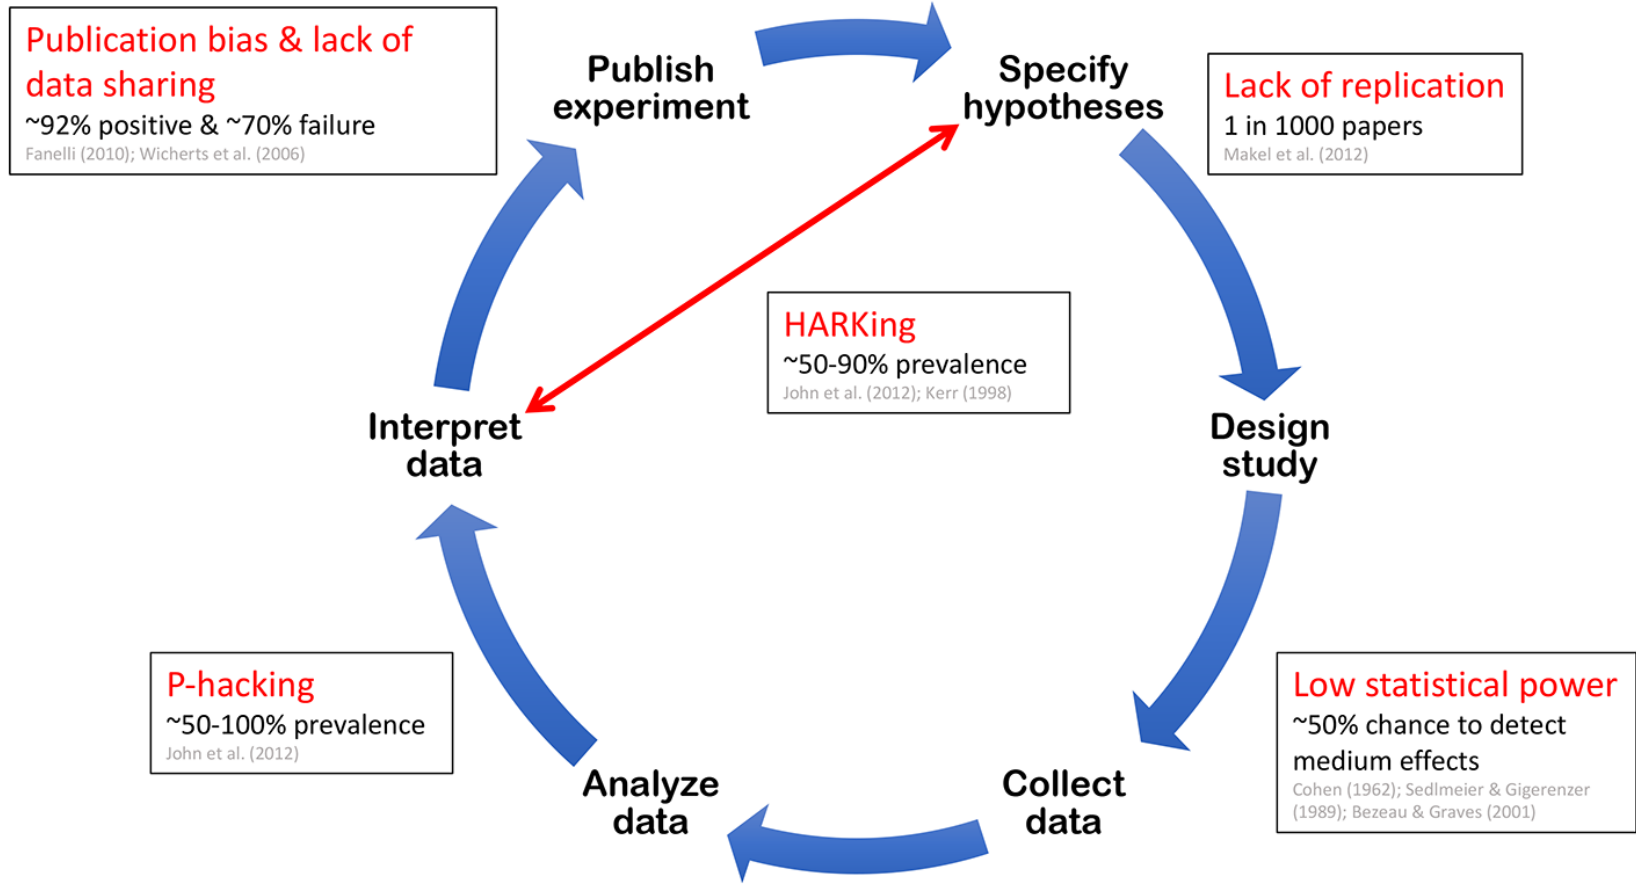 Publication bias & lack of
data sharing
~92% positive & ~70% failure
Fanelli (2010); Wicherts et al. (2006)
Publish
experiment
Specify
hypotheses
Lack of replication
1 in 1000 papers
Makel et al. (2012)
HARKing
~50-90% prevalence
John et al. (2012); Kerr (1998)
Interpret
data
Design
study
P-hacking
~50-100% prevalence
John et al. (2012)
Low statistical power
~50% chance to detect
medium effects
Cohen (1962); Sedlmeier & Gigerenzer
(1989); Bezeau & Graves (2001)
Analyze
data
Collect
data